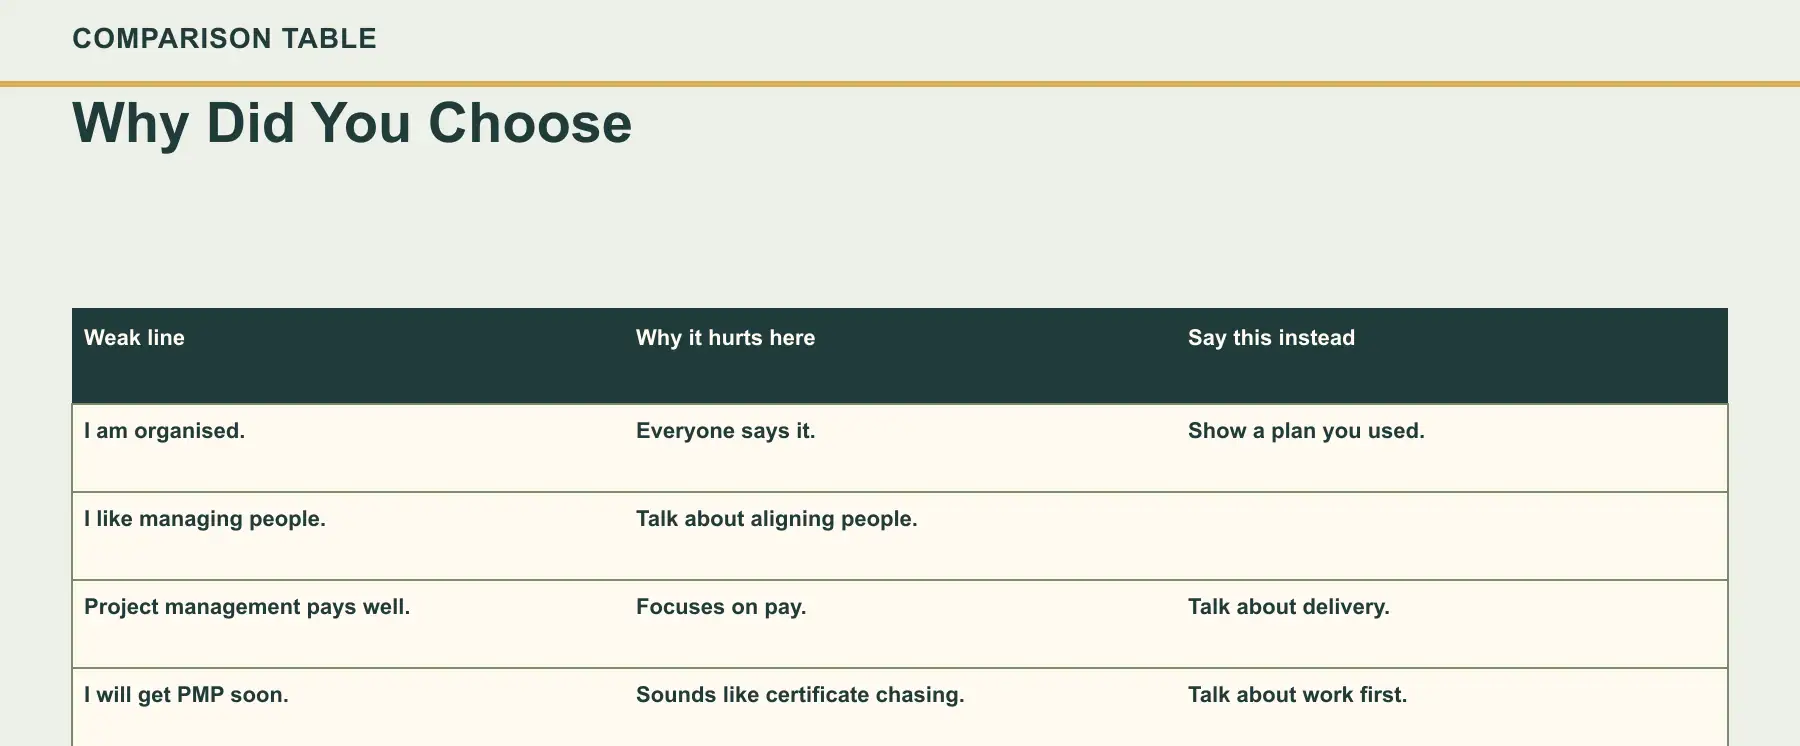 COMPARISON TABLE
Why Did You Choose
Weak line Why it hurts here Say this instead
I am organised. Everyone says it. Show a plan you used.
I like managing people. Talk about aligning people.
Project management pays well. Focuses on pay. Talk about delivery.
I will get PMP soon. Sounds like certificate chasing. Talk about work first.